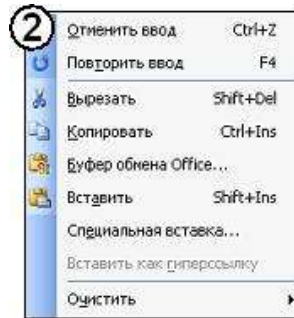 2
Отменить ввод Ctrl+Z
Повторить ввод F4
Вырезать Shift+Del
Копировать Ctrl+Ins
Буфер обмена Office...
Вставить Shift+Ins
Специальная вставка...
Вставить как гиперссылку
Очистить